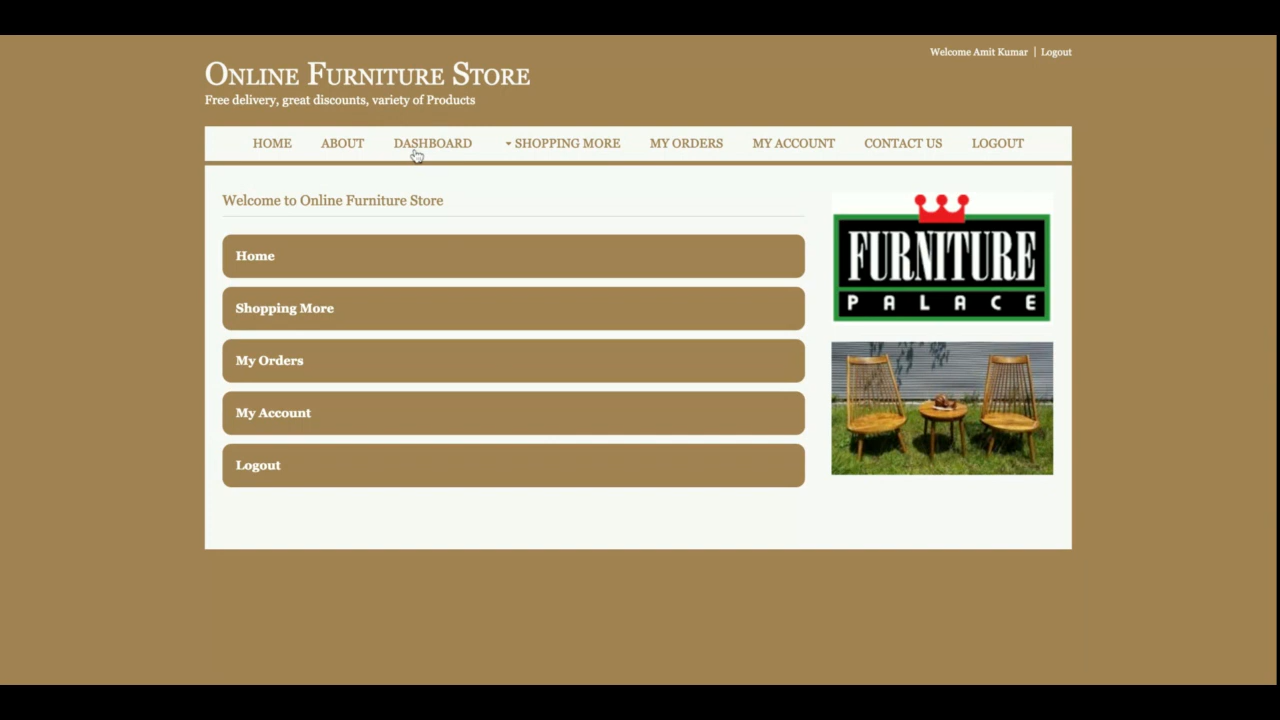 Welcome Amit Kumar | Logout
ONLINE FURNITURE STORE
Free delivery, great discounts, variety of Products
HOME ABOUT DASHBOARD SHOPPING MORE MY ORDERS MY ACCOUNT CONTACT US LOGOUT
Welcome to Online Furniture Store
Home
Shopping More
My Orders
My Account
Logout
FURNITURE
PALACE